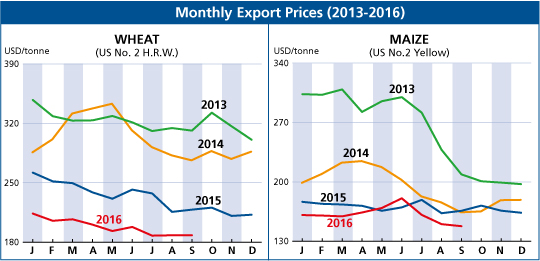 Monthly Export Prices (2013-2016)
WHEAT
(US No. 2 H.R.W.)
USD/tonne
390
320
250
180
2013
2014
2015
2016
J F M A M J J A S O N D
MAIZE
(US No.2 Yellow)
USD/tonne
340
270
200
130
2013
2014
2015
2016
J F M A M J J A S O N D